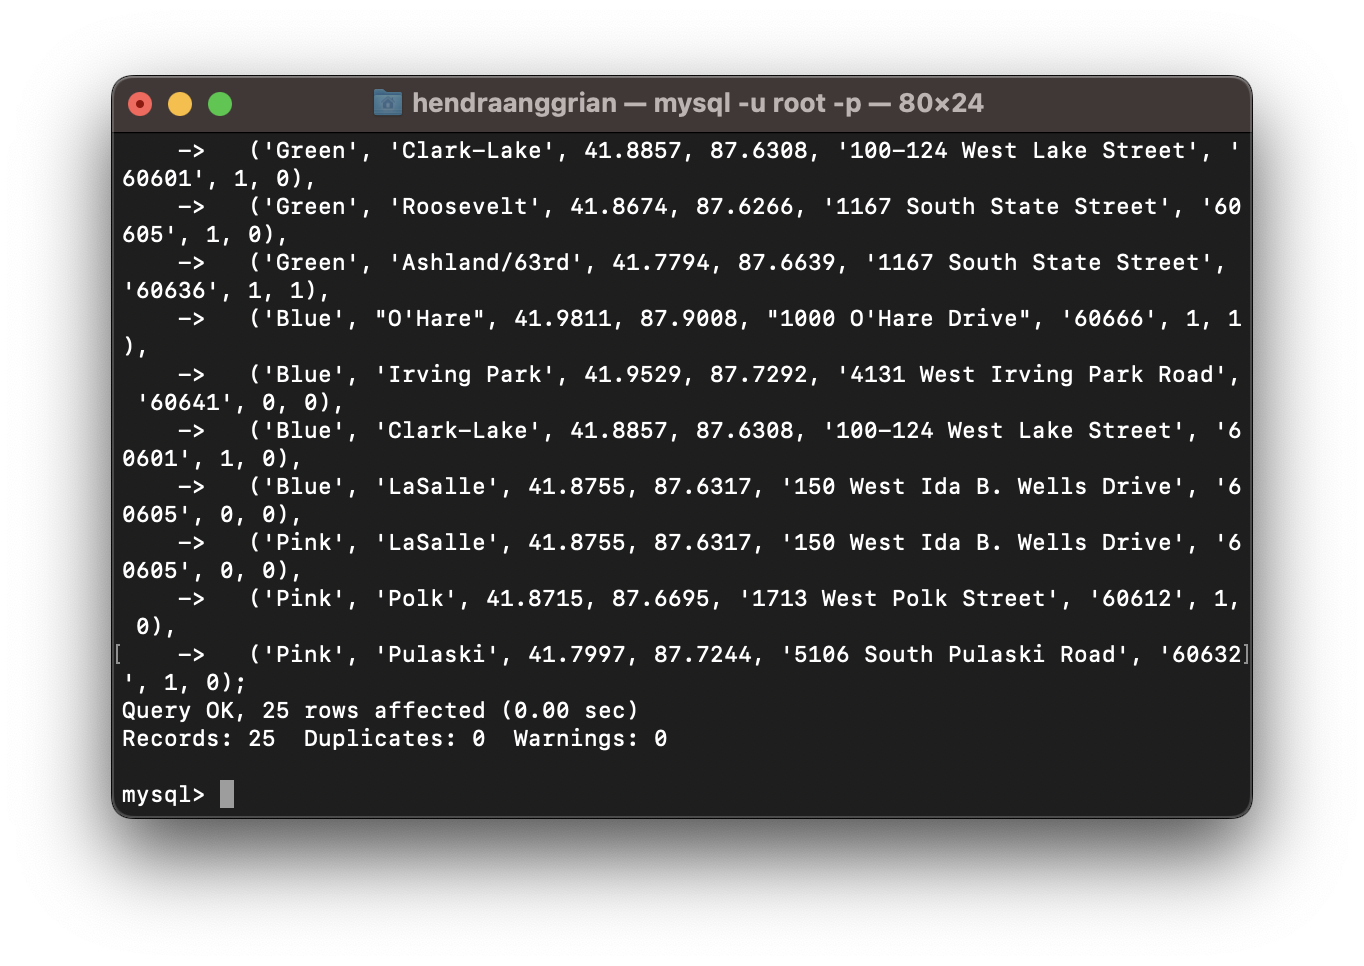 hendraanggrian — mysql -u root -p — 80×24
    ->   ('Green', 'Clark-Lake', 41.8857, 87.6308, '100-124 West Lake Street', '
60601', 1, 0),
    ->   ('Green', 'Roosevelt', 41.8674, 87.6266, '1167 South State Street', '60
605', 1, 0),
    ->   ('Green', 'Ashland/63rd', 41.7794, 87.6639, '1167 South State Street',
'60636', 1, 1),
    ->   ('Blue', "O'Hare", 41.9811, 87.9008, "1000 O'Hare Drive", '60666', 1, 1
),
    ->   ('Blue', 'Irving Park', 41.9529, 87.7292, '4131 West Irving Park Road',
 '60641', 0, 0),
    ->   ('Blue', 'Clark-Lake', 41.8857, 87.6308, '100-124 West Lake Street', '6
0601', 1, 0),
    ->   ('Blue', 'LaSalle', 41.8755, 87.6317, '150 West Ida B. Wells Drive', '6
0605', 0, 0),
    ->   ('Pink', 'LaSalle', 41.8755, 87.6317, '150 West Ida B. Wells Drive', '6
0605', 0, 0),
    ->   ('Pink', 'Polk', 41.8715, 87.6695, '1713 West Polk Street', '60612', 1,
 0),
[    ->   ('Pink', 'Pulaski', 41.7997, 87.7244, '5106 South Pulaski Road', '60632]
', 1, 0);
Query OK, 25 rows affected (0.00 sec)
Records: 25  Duplicates: 0  Warnings: 0
mysql>